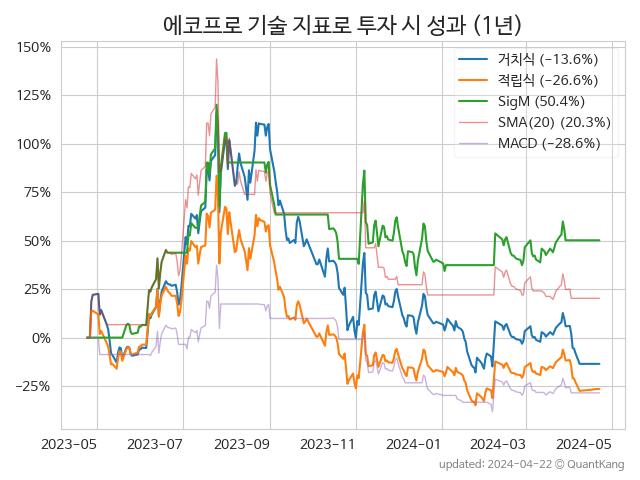 에코프로 기술 지표로 투자 시 성과 (1년)
거치식 (−13.6%)
적립식 (−26.6%)
SigM (50.4%)
SMA(20) (20.3%)
MACD (−28.6%)
150%
125%
100%
75%
50%
25%
0%
−25%
2023-05 2023-07 2023-09 2023-11 2024-01 2024-03 2024-05
updated: 2024-04-22 © QuantKang